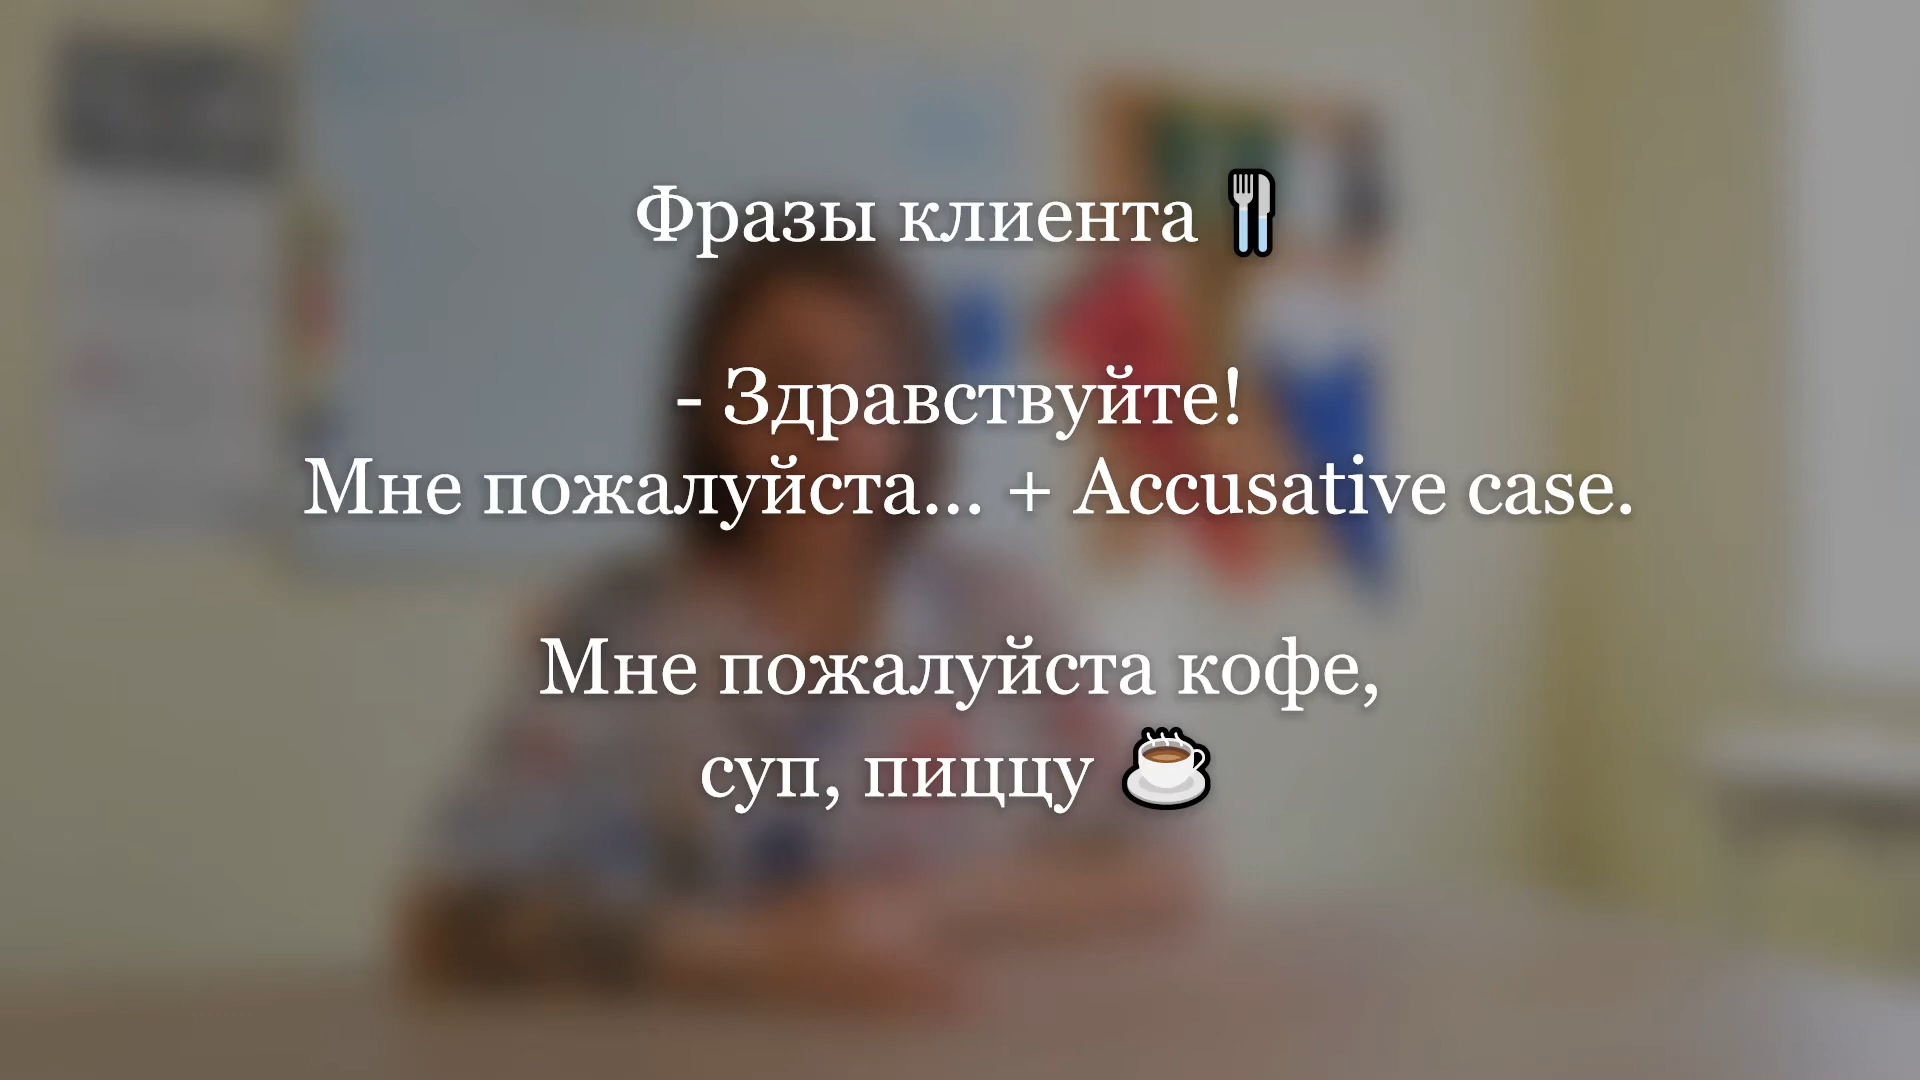 Фразы клиента 🍴
- Здравствуйте!
Мне пожалуйста... + Accusative case.
Мне пожалуйста кофе,
суп, пиццу ☕